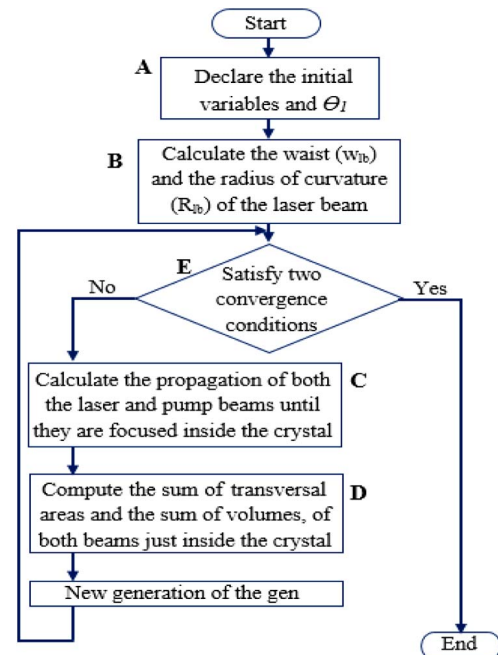 Start
A
Declare the initial
variables and Θ1
B
Calculate the waist (wlb)
and the radius of curvature
(Rlb) of the laser beam
E
Satisfy two
convergence
conditions
No
Yes
Calculate the propagation of both
the laser and pump beams until
they are focused inside the crystal
C
Compute the sum of transversal
areas and the sum of volumes, of
both beams just inside the crystal
D
New generation of the gen
End